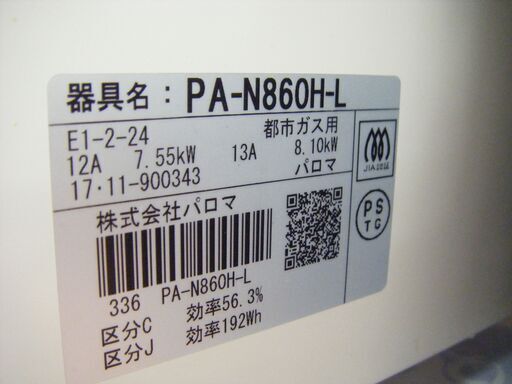 器具名：PA-N860H-L
E1-2-24 都市ガス用
12A 7.55kW 13A 8.10kW
17・11-900343 パロマ
JIA
PS
TG
株式会社パロマ
336 PA-N860H-L
区分C 効率56.3%
区分J 効率192Wh